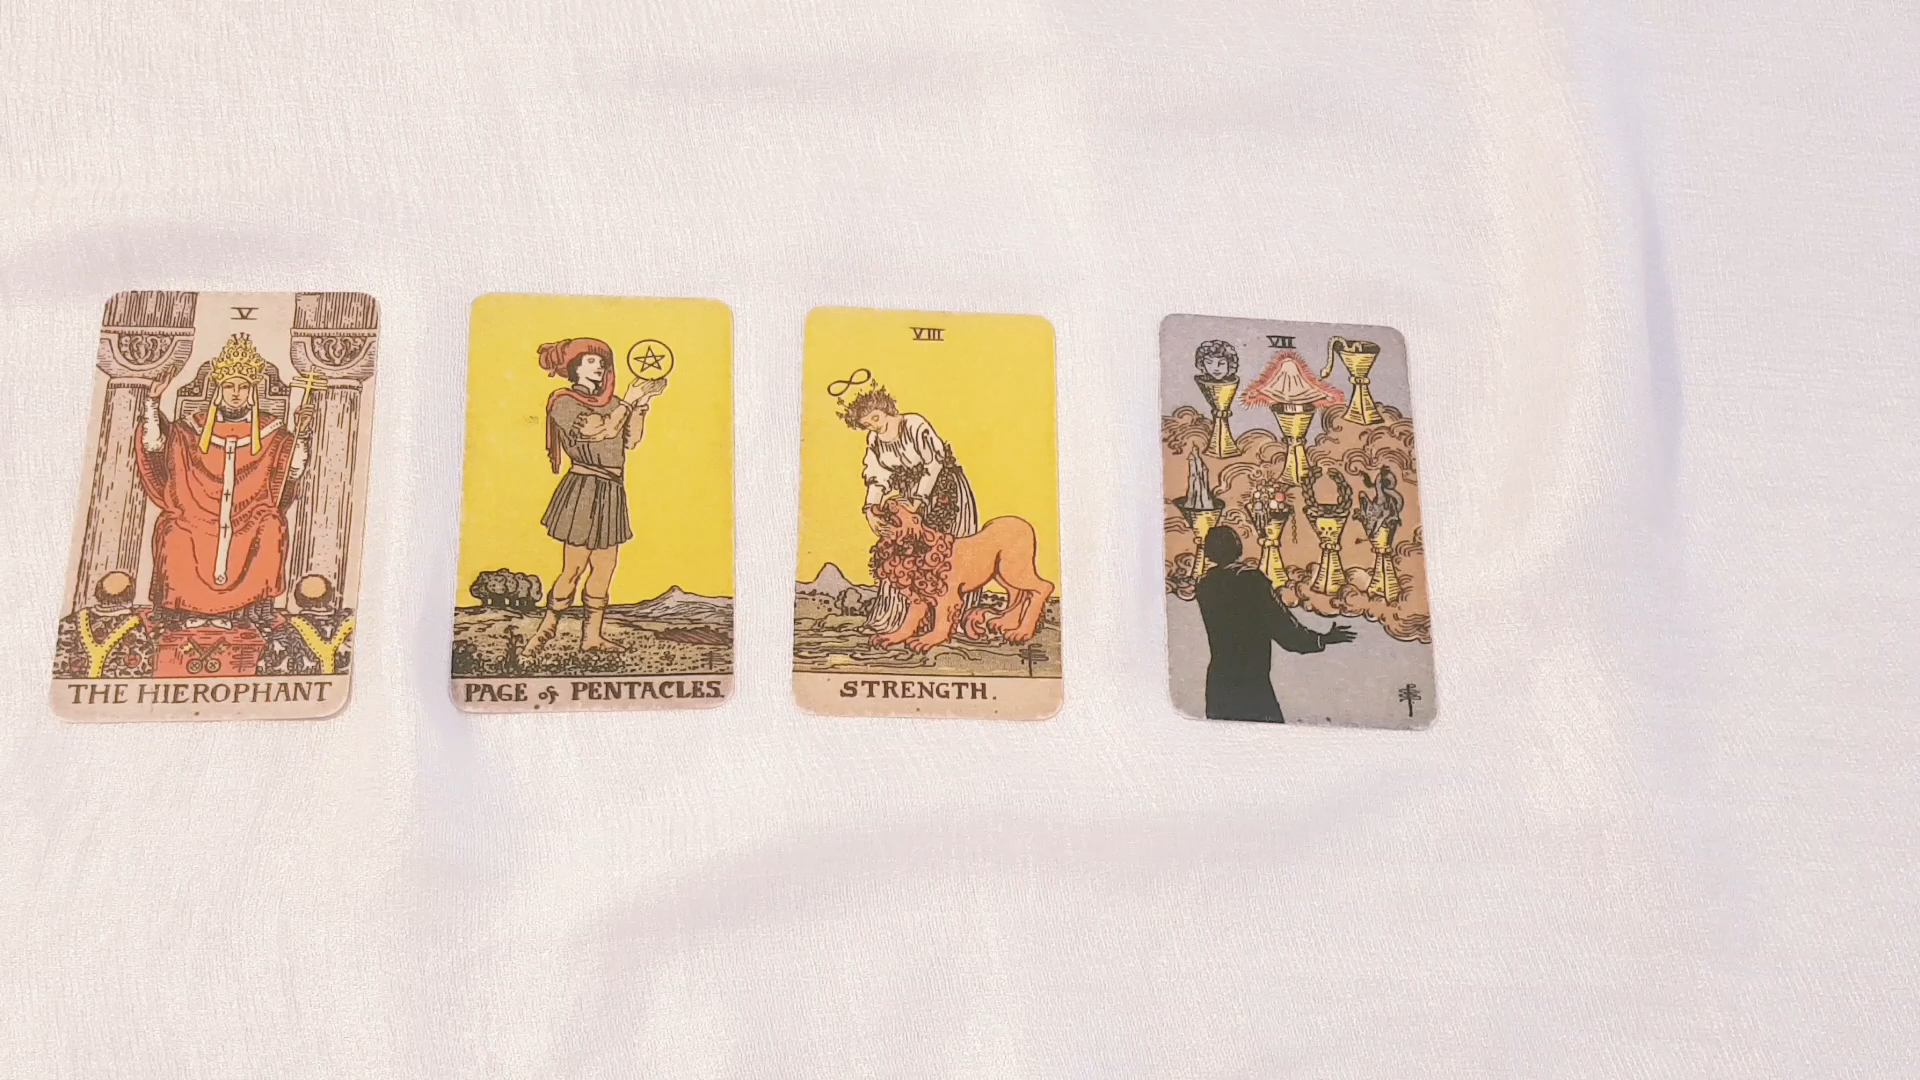 V
THE HIEROPHANT
PAGE of PENTACLES.
VIII
STRENGTH.
VII